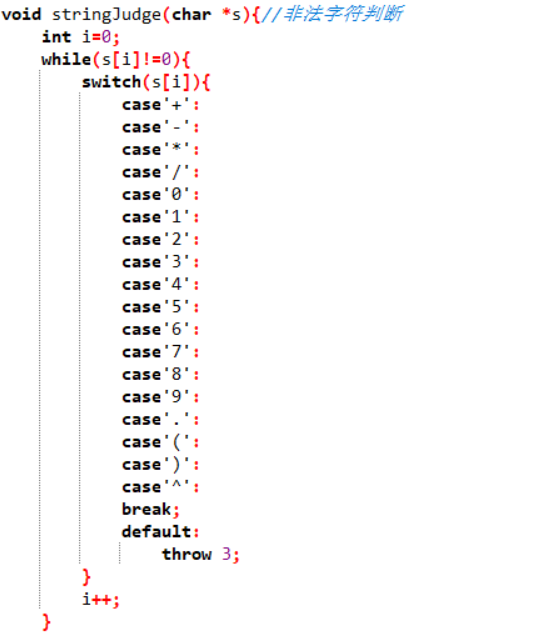 void stringJudge(char *s){//非法字符判断
    int i=0;
    while(s[i]!=0){
        switch(s[i]){
            case'+':
            case'-':
            case'*':
            case'/':
            case'0':
            case'1':
            case'2':
            case'3':
            case'4':
            case'5':
            case'6':
            case'7':
            case'8':
            case'9':
            case'.':
            case'(':
            case')':
            case'^':
            break;
            default:
                throw 3;
        }
        i++;
    }